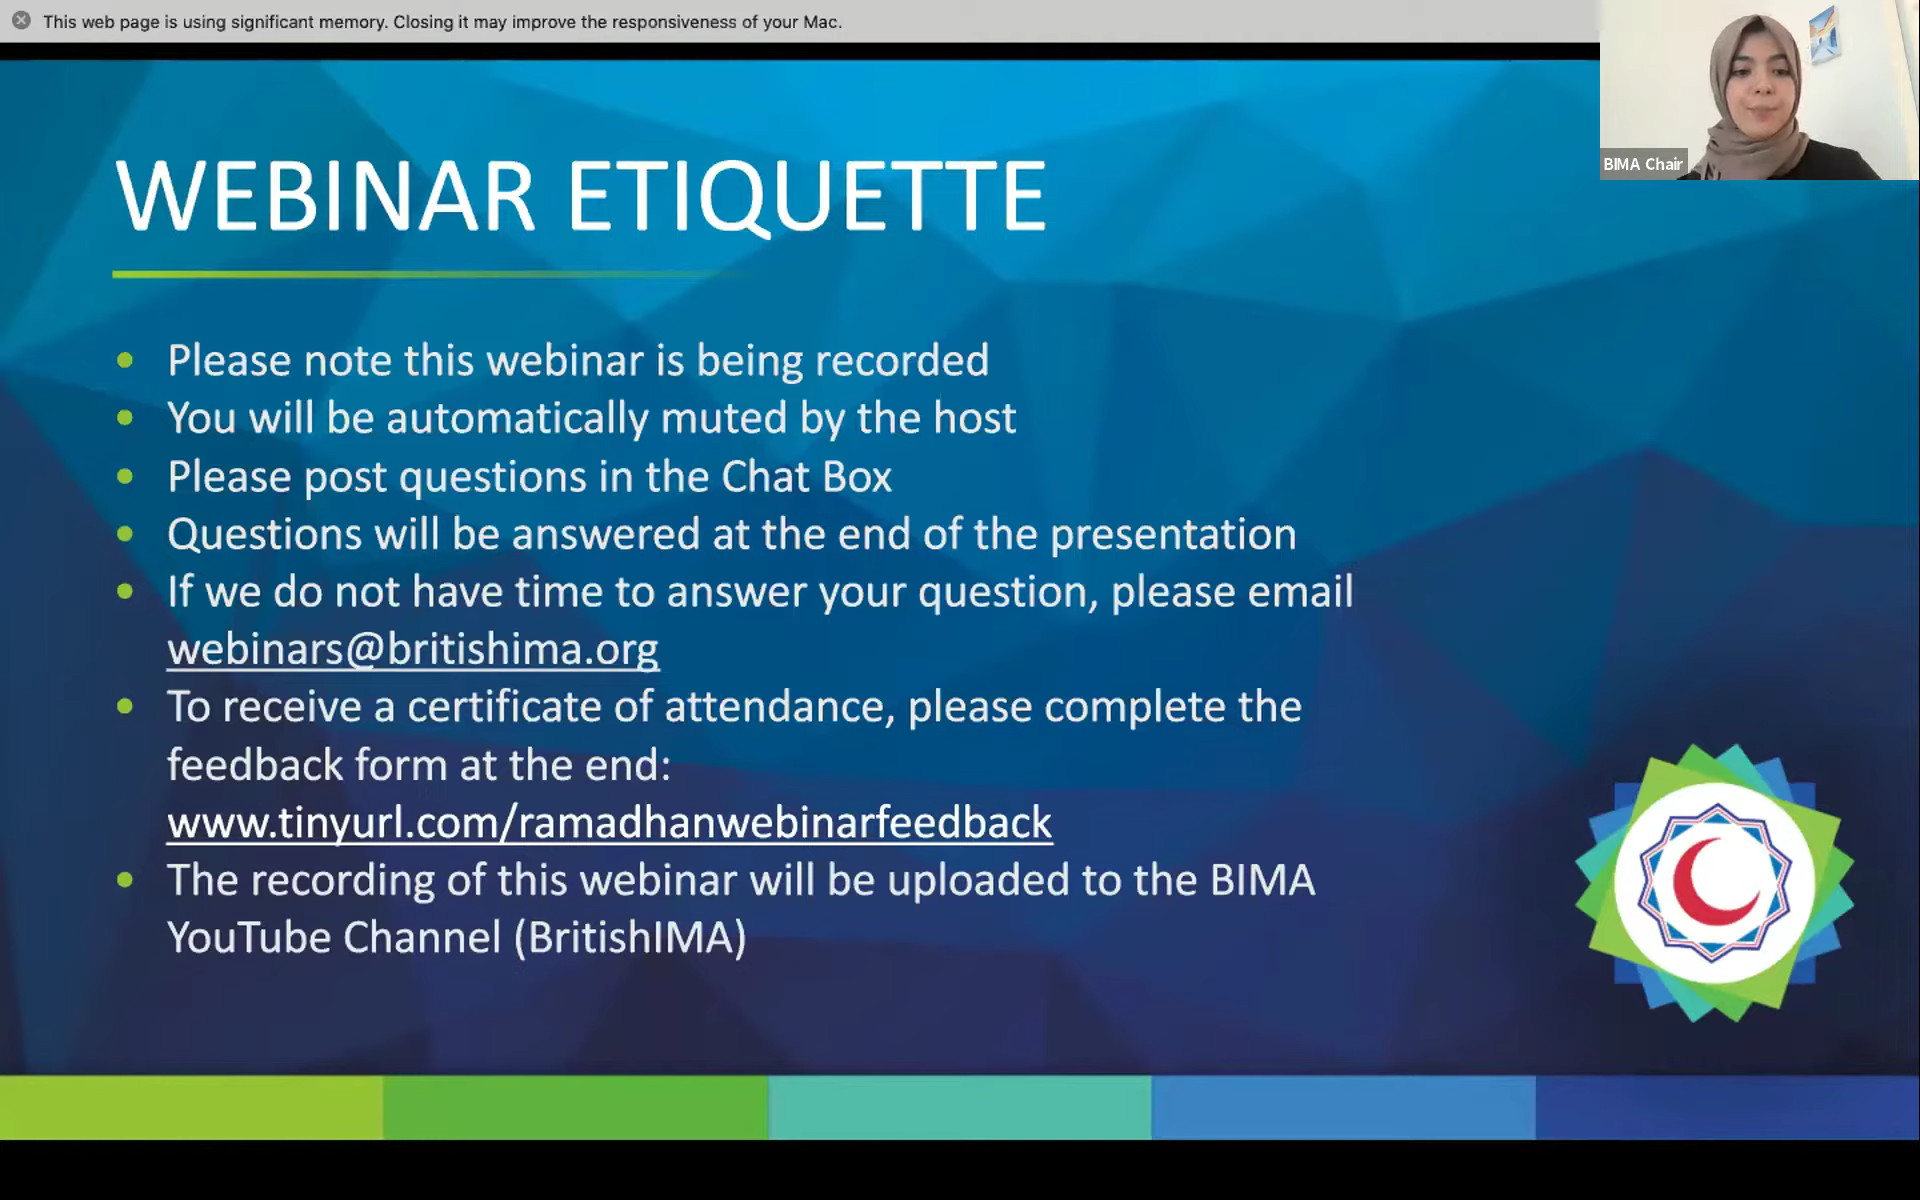 This web page is using significant memory. Closing it may improve the responsiveness of your Mac.
BIMA Chair
WEBINAR ETIQUETTE
Please note this webinar is being recorded
You will be automatically muted by the host
Please post questions in the Chat Box
Questions will be answered at the end of the presentation
If we do not have time to answer your question, please email
webinars@britishima.org
To receive a certificate of attendance, please complete the
feedback form at the end:
www.tinyurl.com/ramadhanwebinarfeedback
The recording of this webinar will be uploaded to the BIMA
YouTube Channel (BritishIMA)